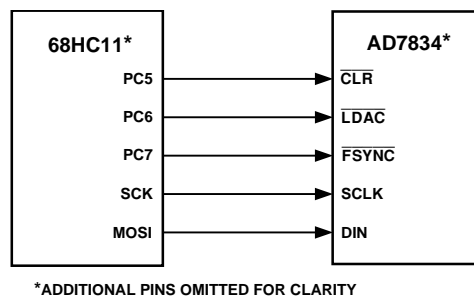 68HC11*
AD7834*
PC5
CLR
PC6
LDAC
PC7
FSYNC
SCK
SCLK
MOSI
DIN
*ADDITIONAL PINS OMITTED FOR CLARITY